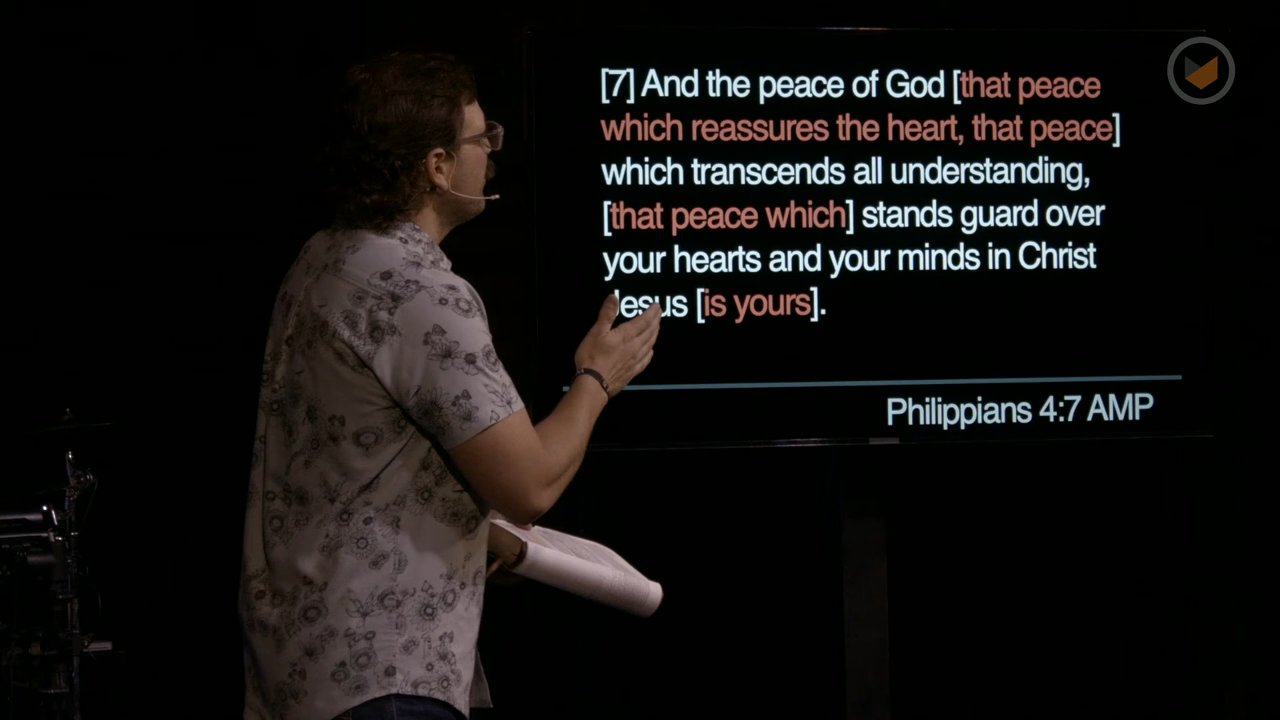 [7] And the peace of God [that peace
which reassures the heart, that peace]
which transcends all understanding,
[that peace which] stands guard over
your hearts and your minds in Christ
Jesus [is yours].
Philippians 4:7 AMP